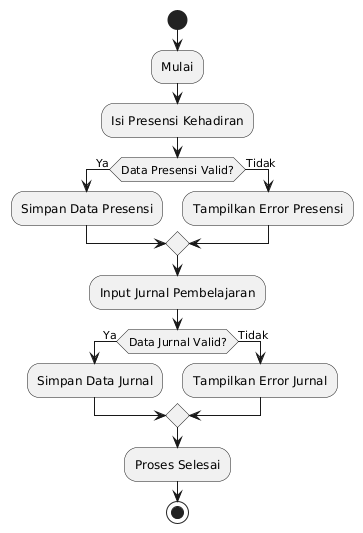 Mulai
Isi Presensi Kehadiran
Ya
Data Presensi Valid?
Tidak
Simpan Data Presensi
Tampilkan Error Presensi
Input Jurnal Pembelajaran
Ya
Data Jurnal Valid?
Tidak
Simpan Data Jurnal
Tampilkan Error Jurnal
Proses Selesai